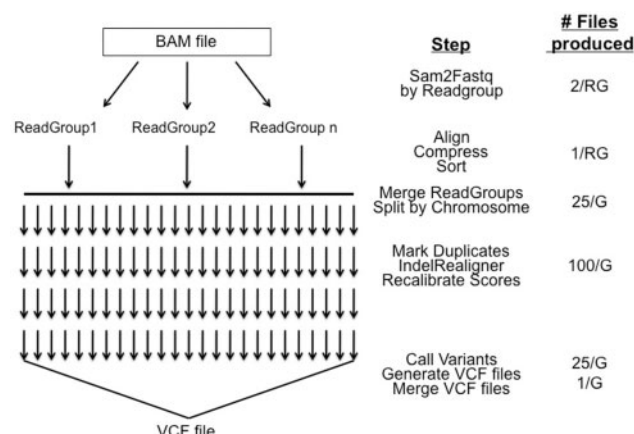 BAM file
ReadGroup1 ReadGroup2 ReadGroup n
VCF file
Step
# Files
produced
Sam2Fastq
by Readgroup
2/RG
Align
Compress
Sort
1/RG
Merge ReadGroups
Split by Chromosome
25/G
Mark Duplicates
IndelRealigner
Recalibrate Scores
100/G
Call Variants
Generate VCF files
Merge VCF files
25/G
1/G